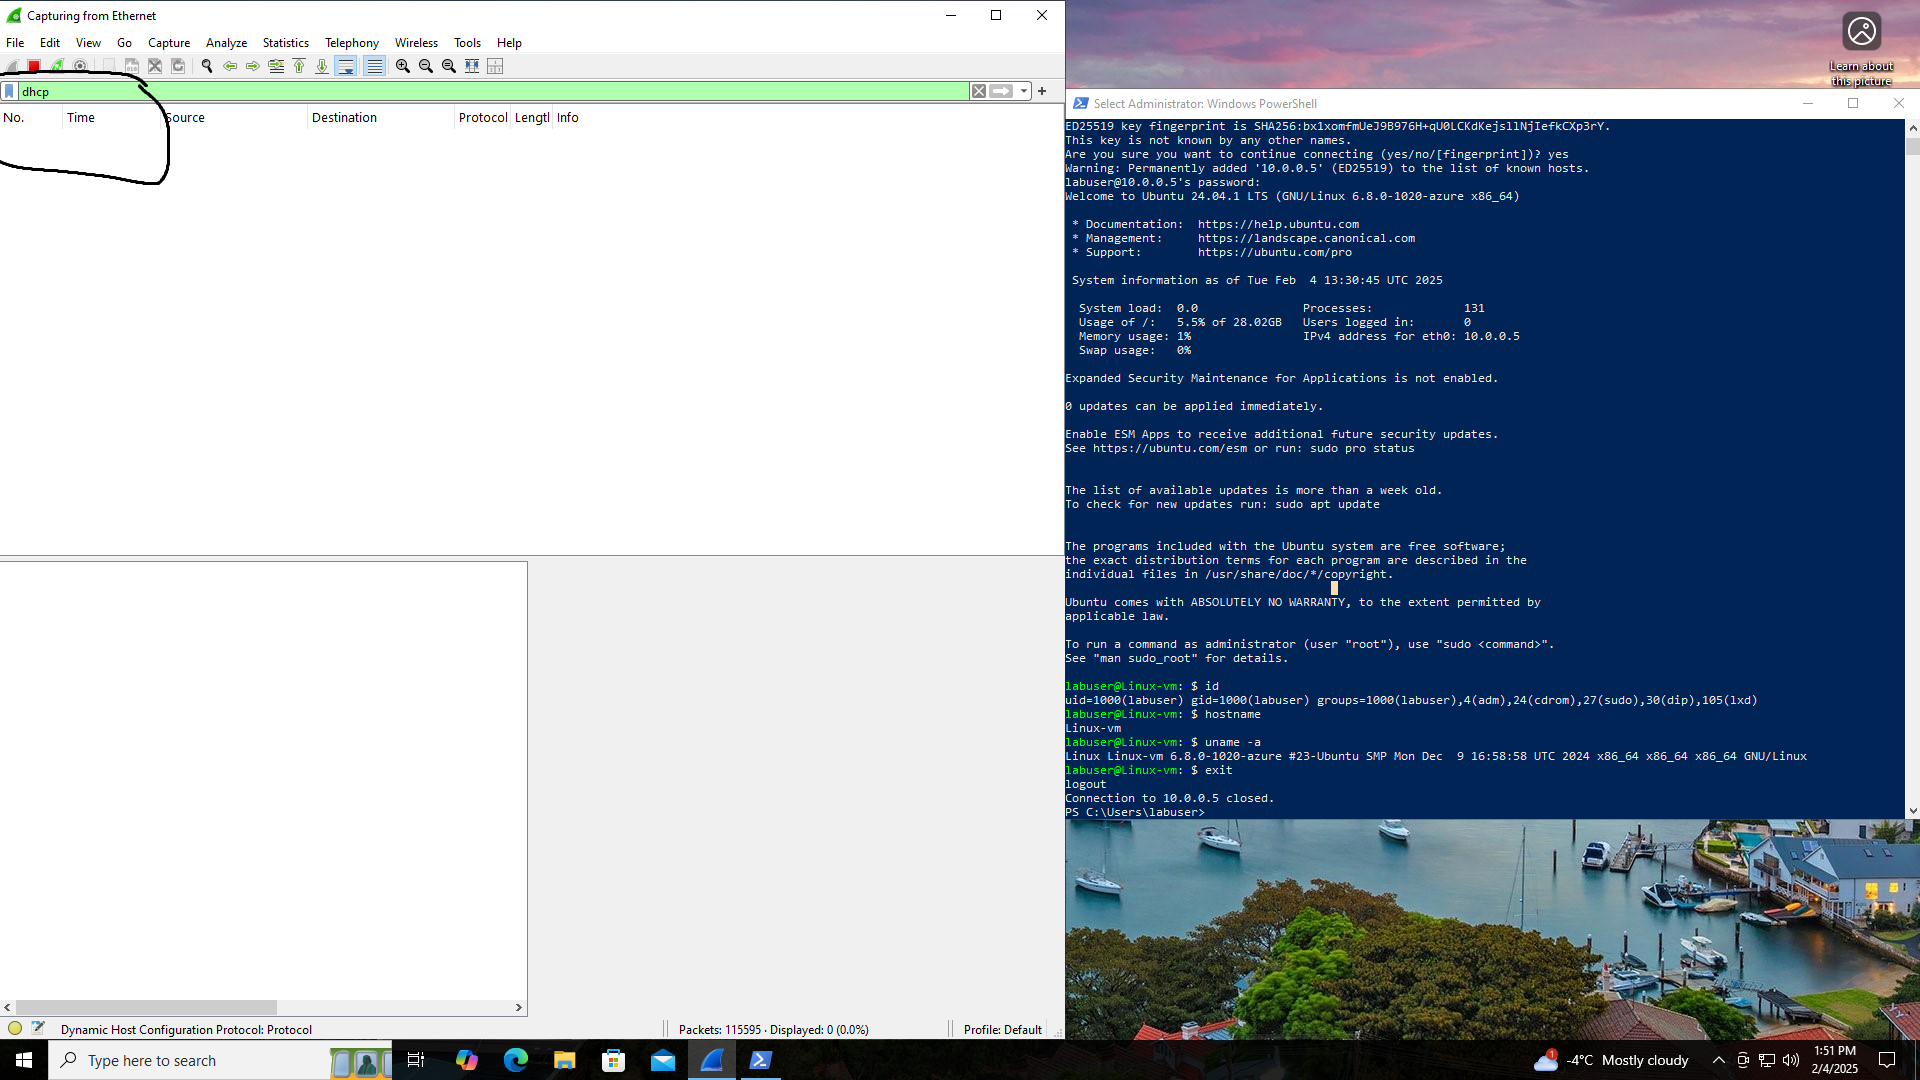 Capturing from Ethernet
File Edit View Go Capture Analyze Statistics Telephony Wireless Tools Help
dhcp
No. Time Source Destination Protocol Lengtl Info
Learn about
this picture
Select Administrator: Windows PowerShell
ED25519 key fingerprint is SHA256:bx1xomfmUeJ9B976H+qU0LCKdKejsllNjIefkCXp3rY.
This key is not known by any other names.
Are you sure you want to continue connecting (yes/no/[fingerprint])? yes
Warning: Permanently added '10.0.0.5' (ED25519) to the list of known hosts.
labuser@10.0.0.5's password:
Welcome to Ubuntu 24.04.1 LTS (GNU/Linux 6.8.0-1020-azure x86_64)
* Documentation: https://help.ubuntu.com
* Management: https://landscape.canonical.com
* Support: https://ubuntu.com/pro
System information as of Tue Feb 4 13:30:45 UTC 2025
System load: 0.0 Processes: 131
Usage of /: 5.5% of 28.02GB Users logged in: 0
Memory usage: 1% IPv4 address for eth0: 10.0.0.5
Swap usage: 0%
Expanded Security Maintenance for Applications is not enabled.
0 updates can be applied immediately.
Enable ESM Apps to receive additional future security updates.
See https://ubuntu.com/esm or run: sudo pro status
The list of available updates is more than a week old.
To check for new updates run: sudo apt update
The programs included with the Ubuntu system are free software;
the exact distribution terms for each program are described in the
individual files in /usr/share/doc/*/copyright.
Ubuntu comes with ABSOLUTELY NO WARRANTY, to the extent permitted by
applicable law.
To run a command as administrator (user "root"), use "sudo <command>".
See "man sudo_root" for details.
labuser@Linux-vm: $ id
uid=1000(labuser) gid=1000(labuser) groups=1000(labuser),4(adm),24(cdrom),27(sudo),30(dip),105(lxd)
labuser@Linux-vm: $ hostname
Linux-vm
labuser@Linux-vm: $ uname -a
Linux Linux-vm 6.8.0-1020-azure #23-Ubuntu SMP Mon Dec 9 16:58:58 UTC 2024 x86_64 x86_64 x86_64 GNU/Linux
labuser@Linux-vm: $ exit
logout
Connection to 10.0.0.5 closed.
PS C:\Users\labuser>
Dynamic Host Configuration Protocol: Protocol
Packets: 115595 · Displayed: 0 (0.0%)
Profile: Default
Type here to search
1
-4°C Mostly cloudy
1:51 PM
2/4/2025